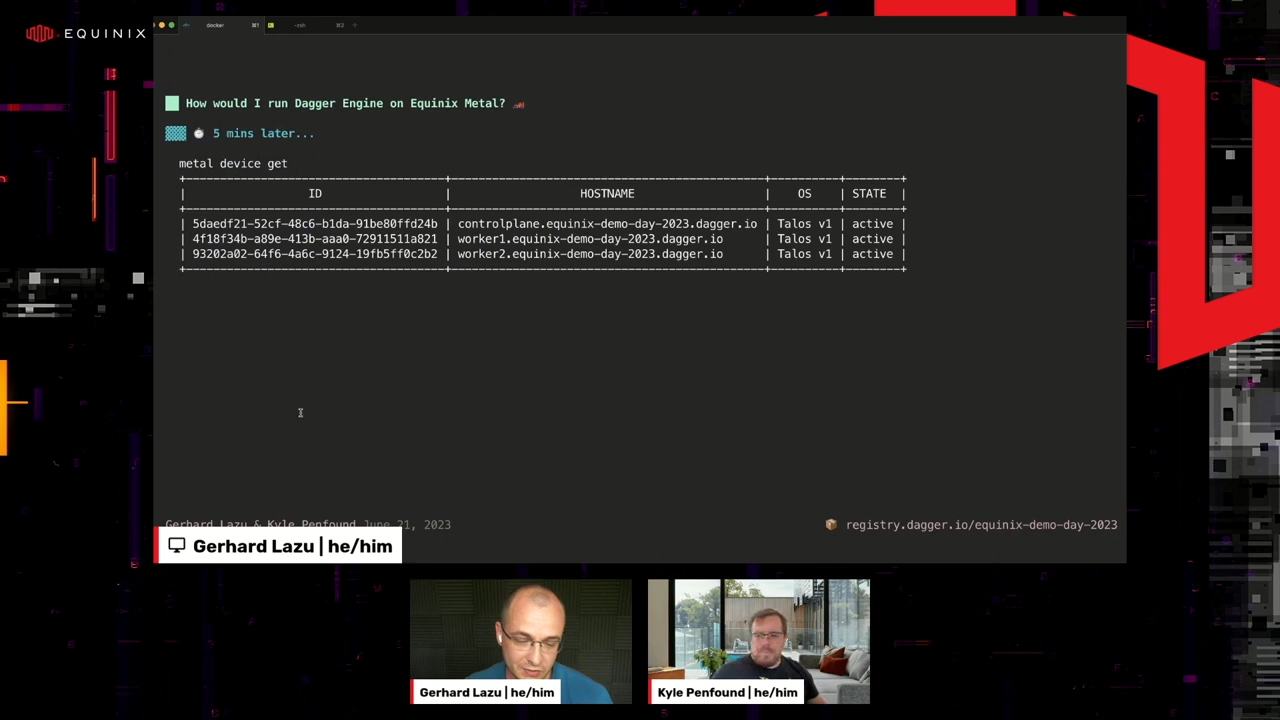 EQUINIX
docker ⌘1 -zsh ⌘2 +
How would I run Dagger Engine on Equinix Metal?
5 mins later...
metal device get
| ID | HOSTNAME | OS | STATE |
| 5daedf21-52cf-48c6-b1da-91be80ffd24b | controlplane.equinix-demo-day-2023.dagger.io | Talos v1 | active |
| 4f18f34b-a89e-413b-aaa0-72911511a821 | worker1.equinix-demo-day-2023.dagger.io | Talos v1 | active |
| 93202a02-64f6-4a6c-9124-19fb5ff0c2b2 | worker2.equinix-demo-day-2023.dagger.io | Talos v1 | active |
Gerhard Lazu & Kyle Penfound June 21, 2023
registry.dagger.io/equinix-demo-day-2023
Gerhard Lazu | he/him
Gerhard Lazu | he/him
Kyle Penfound | he/him